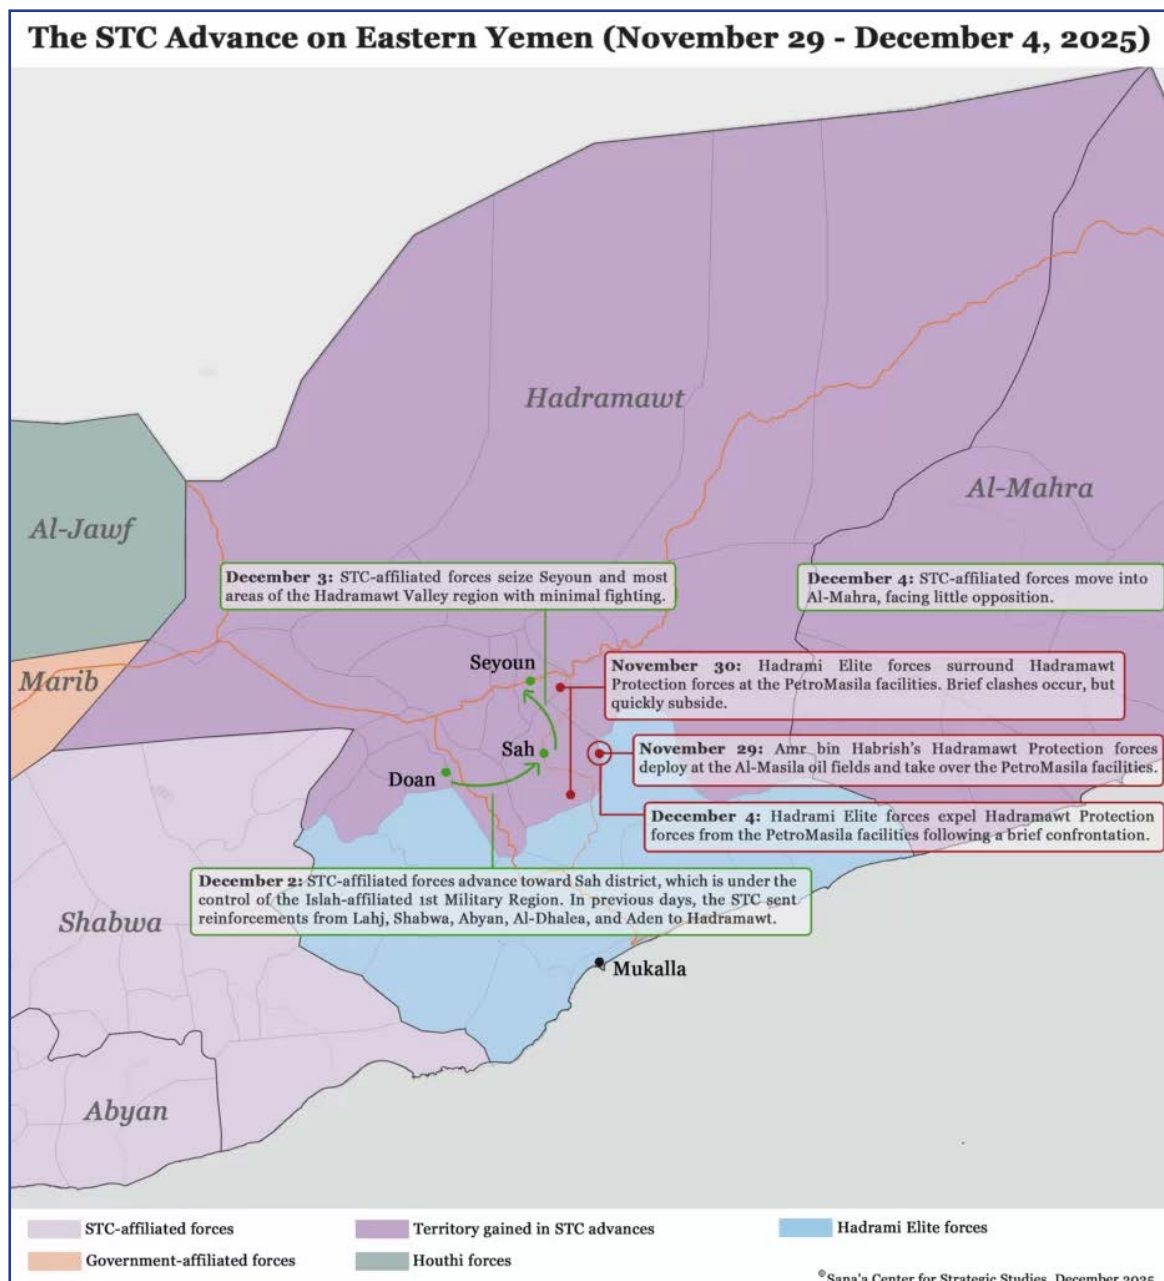 The STC Advance on Eastern Yemen (November 29 - December 4, 2025)
Hadramawt
Al-Mahra
Al-Jawf
December 3: STC-affiliated forces seize Seyoun and most
areas of the Hadramawt Valley region with minimal fighting.
December 4: STC-affiliated forces move into
Al-Mahra, facing little opposition.
Marib
Seyoun
November 30: Hadrami Elite forces surround Hadramawt
Protection forces at the PetroMasila facilities. Brief clashes occur, but
quickly subside.
Sah
November 29: Amr bin Habrish's Hadramawt Protection forces
deploy at the Al-Masila oil fields and take over the PetroMasila facilities.
Doan
December 4: Hadrami Elite forces expel Hadramawt Protection
forces from the PetroMasila facilities following a brief confrontation.
December 2: STC-affiliated forces advance toward Sah district, which is under the
control of the Islah-affiliated 1st Military Region. In previous days, the STC sent
reinforcements from Lahj, Shabwa, Abyan, Al-Dhalea, and Aden to Hadramawt.
Shabwa
Mukalla
Abyan
STC-affiliated forces
Territory gained in STC advances
Hadrami Elite forces
Government-affiliated forces
Houthi forces
©Sana'a Center for Strategic Studies, December 2025